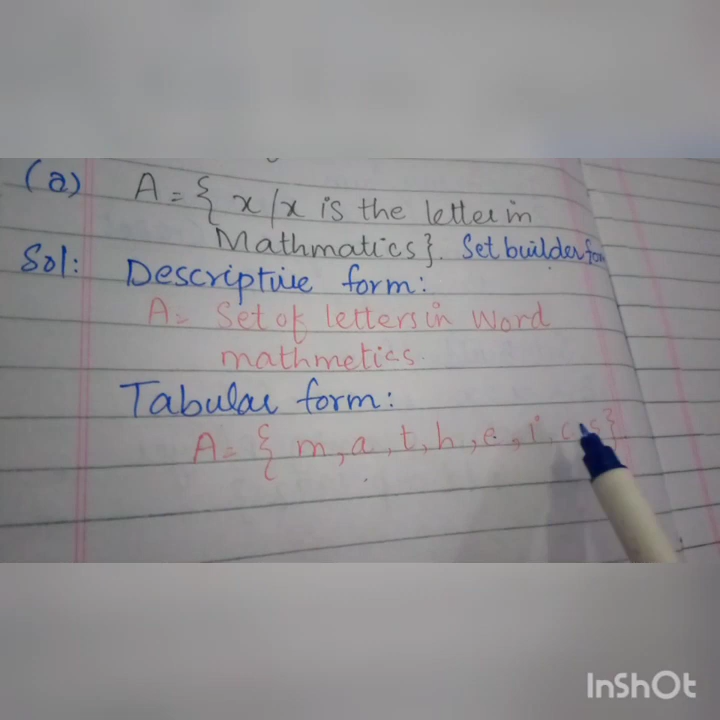 (a) A = { x/x is the letter in
Mathmatics}. Set builder form
Sol: Descriptive form:
A = Set of letters in Word
mathmetics.
Tabular form:
A = { m, a, t, h, e, i, c, s}
InShOt